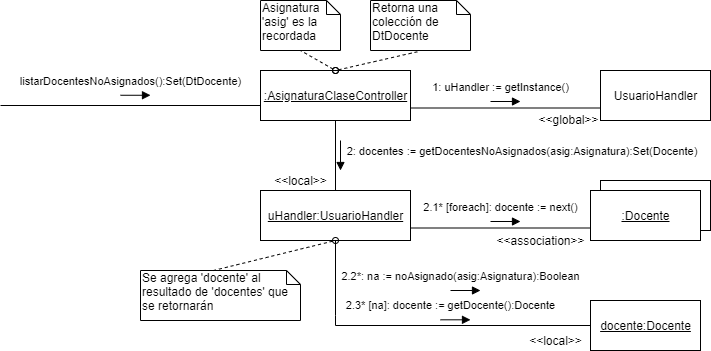 Asignatura
'asig' es la
recordada
Retorna una
colección de
DtDocente
listarDocentesNoAsignados():Set(DtDocente)
:AsignaturaClaseController
1: uHandler := getInstance()
UsuarioHandler
<<global>>
2: docentes := getDocentesNoAsignados(asig:Asignatura):Set(Docente)
<<local>>
uHandler:UsuarioHandler
2.1* [foreach]: docente := next()
:Docente
<<association>>
Se agrega 'docente' al
resultado de 'docentes' que
se retornarán
2.2*: na := noAsignado(asig:Asignatura):Boolean
2.3* [na]: docente := getDocente():Docente
docente:Docente
<<local>>